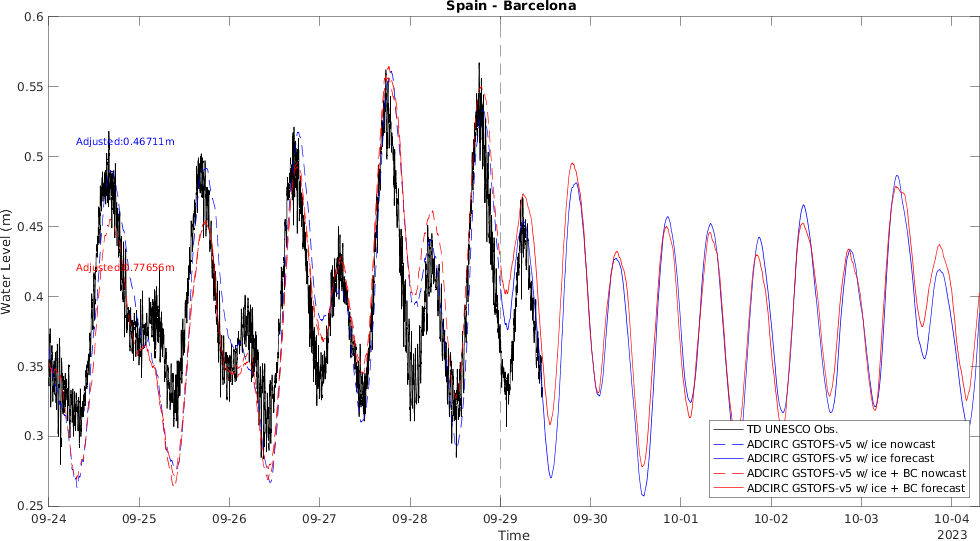 Spain - Barcelona
0.6
0.55
0.5
0.45
0.4
0.35
0.3
0.25
Water Level (m)
Adjusted:0.46711m
Adjusted:0.77656m
TD UNESCO Obs.
ADCIRC GSTOFS-v5 w/ ice nowcast
ADCIRC GSTOFS-v5 w/ ice forecast
ADCIRC GSTOFS-v5 w/ ice + BC nowcast
ADCIRC GSTOFS-v5 w/ ice + BC forecast
09-24 09-25 09-26 09-27 09-28 09-29 09-30 10-01 10-02 10-03 10-04
Time
2023